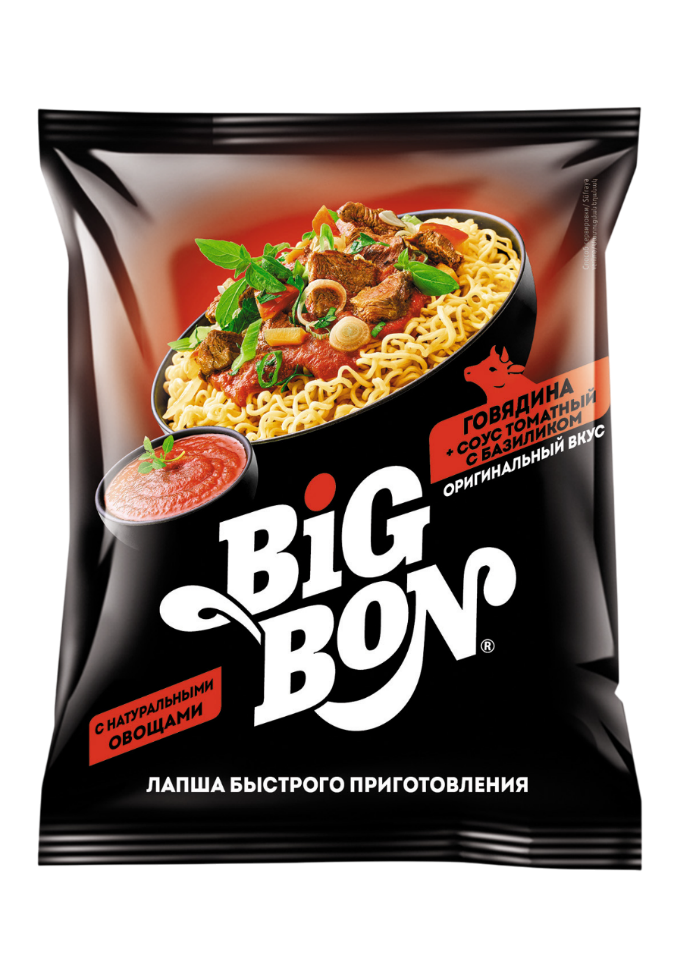 ГОВЯДИНА
+ СОУС ТОМАТНЫЙ
С БАЗИЛИКОМ
ОРИГИНАЛЬНЫЙ ВКУС
BiG
BON®
С НАТУРАЛЬНЫМИ
ОВОЩАМИ
ЛАПША БЫСТРОГО ПРИГОТОВЛЕНИЯ